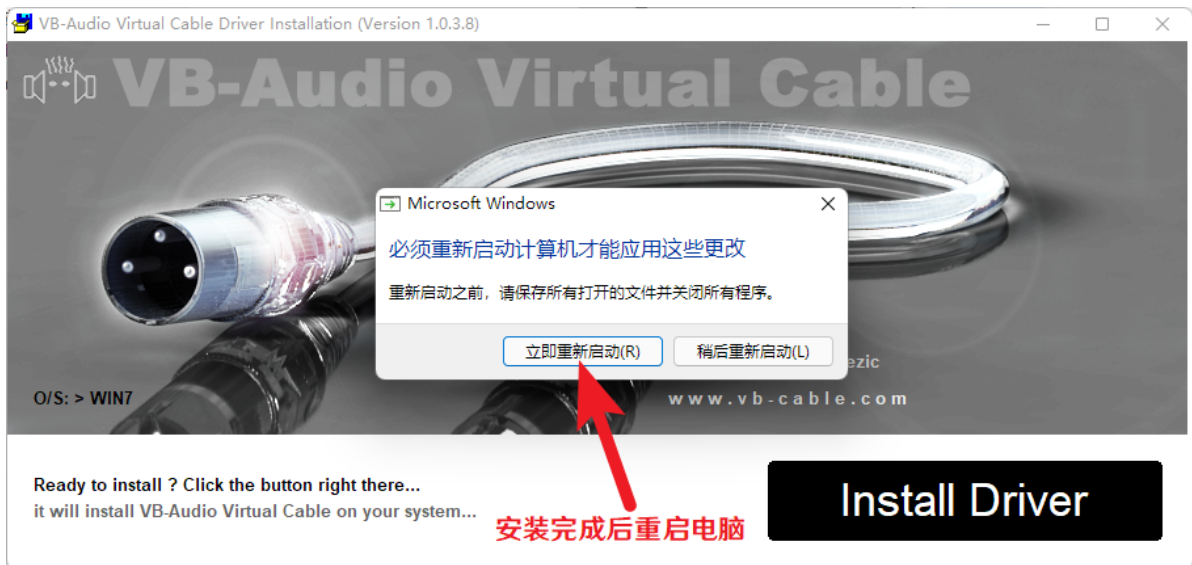 VB-Audio Virtual Cable Driver Installation (Version 1.0.3.8)
VB-Audio Virtual Cable
Microsoft Windows
必须重新启动计算机才能应用这些更改
重新启动之前，请保存所有打开的文件并关闭所有程序。
立即重新启动(R)
稍后重新启动(L)
ezic
O/S: > WIN7
www.vb-cable.com
Ready to install ? Click the button right there...
it will install VB-Audio Virtual Cable on your system...
Install Driver
安装完成后重启电脑